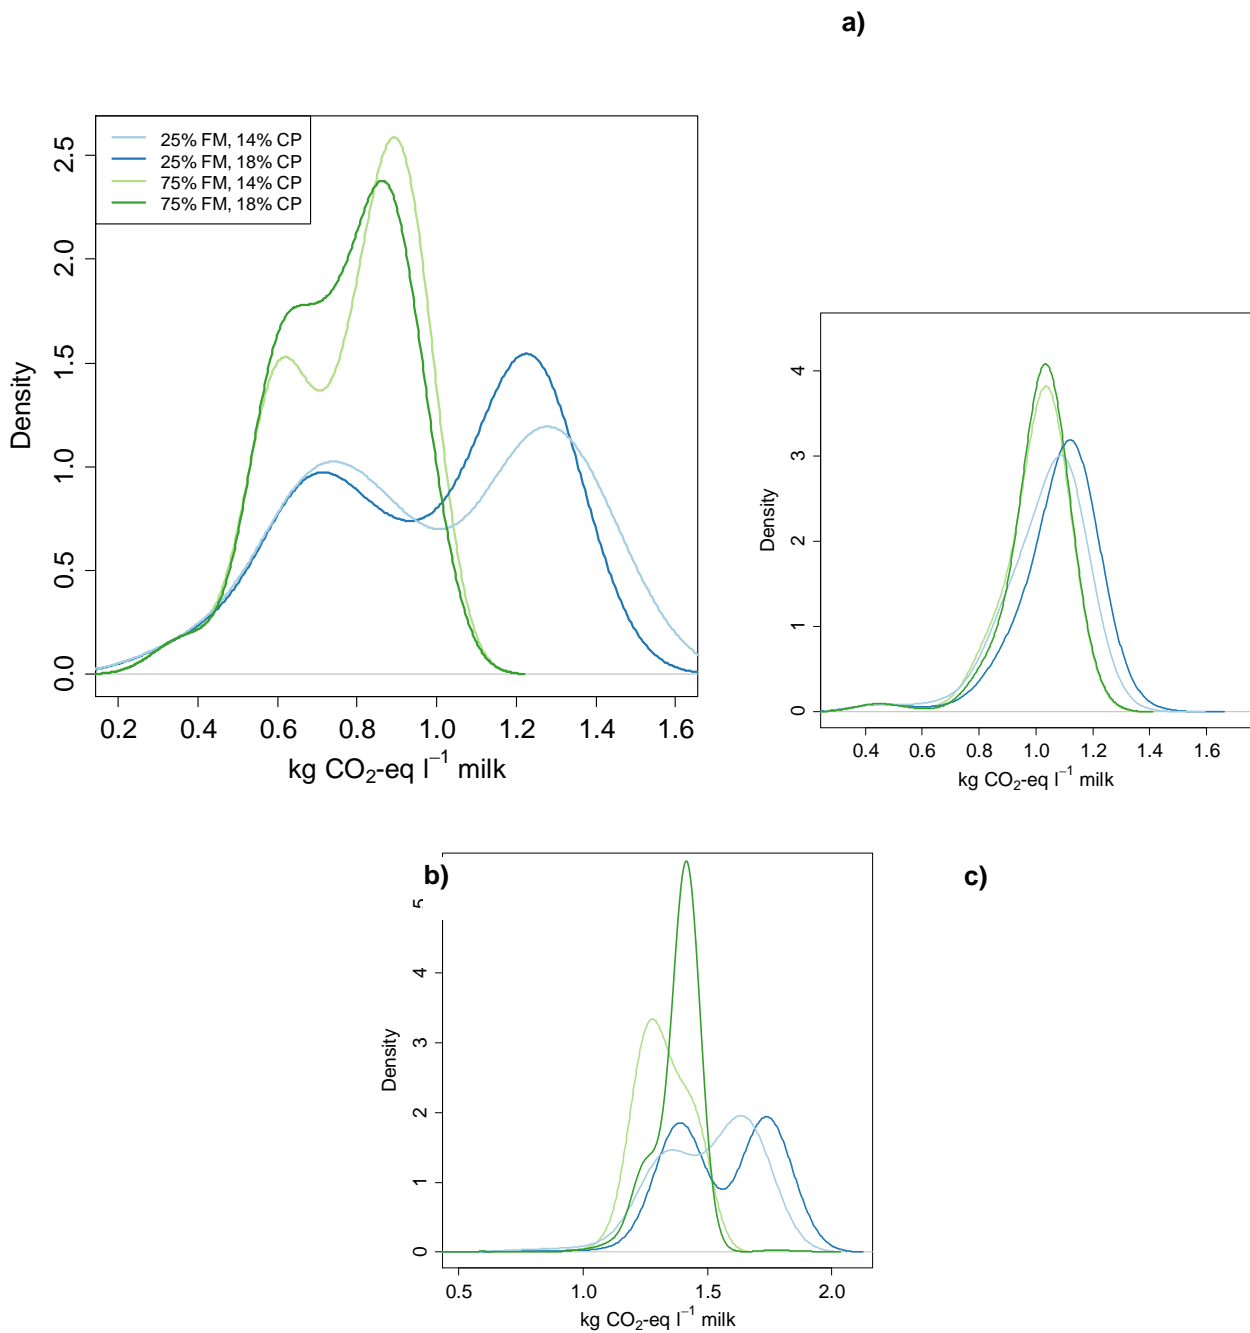 a)
25% FM, 14% CP
25% FM, 18% CP
75% FM, 14% CP
75% FM, 18% CP
Density
0.0 0.5 1.0 1.5 2.0 2.5
0.2 0.4 0.6 0.8 1.0 1.2 1.4 1.6
kg CO₂-eq l⁻¹ milk
Density
0 1 2 3 4
0.4 0.6 0.8 1.0 1.2 1.4 1.6
kg CO₂-eq l⁻¹ milk
b)
c)
Density
0 1 2 3 4 5
0.5 1.0 1.5 2.0
kg CO₂-eq l⁻¹ milk